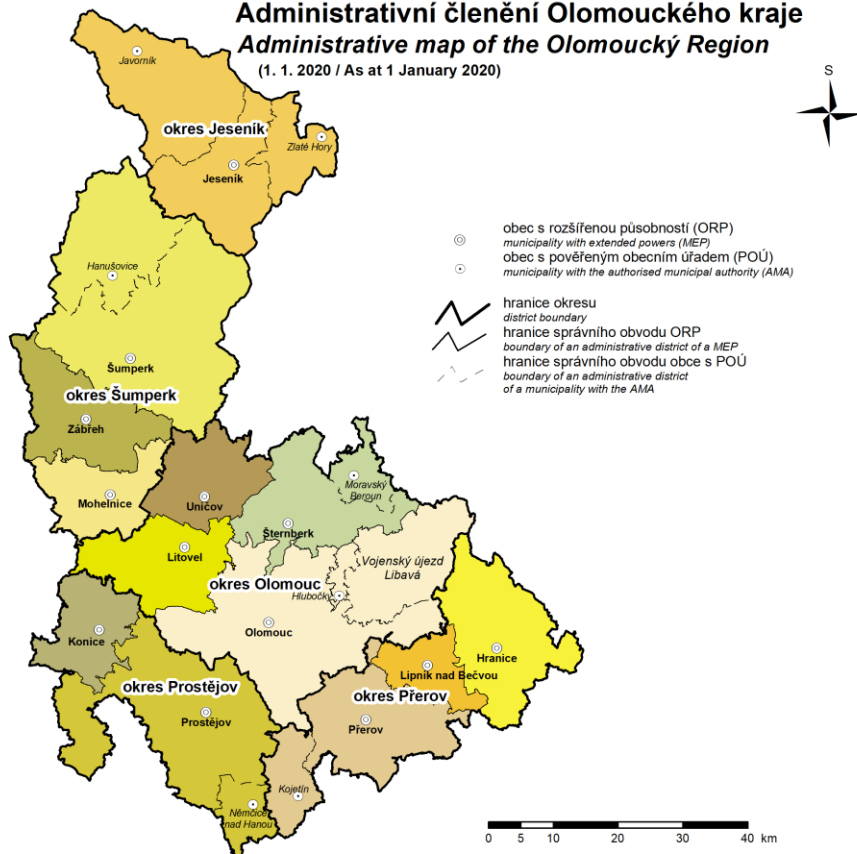 Administrativní členění Olomouckého kraje
Administrative map of the Olomoucký Region
(1. 1. 2020 / As at 1 January 2020)
S
Javorník
okres Jeseník
Zlaté Hory
Jeseník
obec s rozšířenou působností (ORP)
municipality with extended powers (MEP)
obec s pověřeným obecním úřadem (POÚ)
municipality with the authorised municipal authority (AMA)
hranice okresu
district boundary
hranice správního obvodu ORP
boundary of an administrative district of a MEP
hranice správního obvodu obce s POÚ
boundary of an administrative district
of a municipality with the AMA
Hanušovice
Šumperk
okres Šumperk
Zábřeh
Mohelnice
Uničov
Moravský
Beroun
Šternberk
Litovel
Vojenský újezd
Libavá
okres Olomouc
Hlubočky
Olomouc
Konice
Hranice
Lipník nad Bečvou
okres Prostějov
okres Přerov
Prostějov
Přerov
Kojetín
Němčice
nad Hanou
0 5 10 20 30 40 km